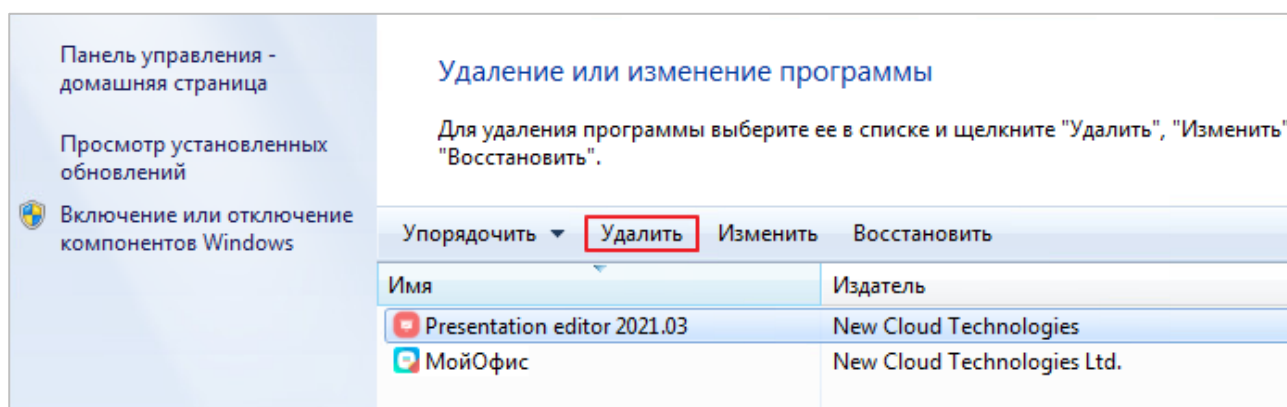 Панель управления -
домашняя страница
Просмотр установленных
обновлений
Включение или отключение
компонентов Windows
Удаление или изменение программы
Для удаления программы выберите ее в списке и щелкните "Удалить", "Изменить"
"Восстановить".
Упорядочить Удалить Изменить Восстановить
Имя Издатель
Presentation editor 2021.03 New Cloud Technologies
МойОфис New Cloud Technologies Ltd.